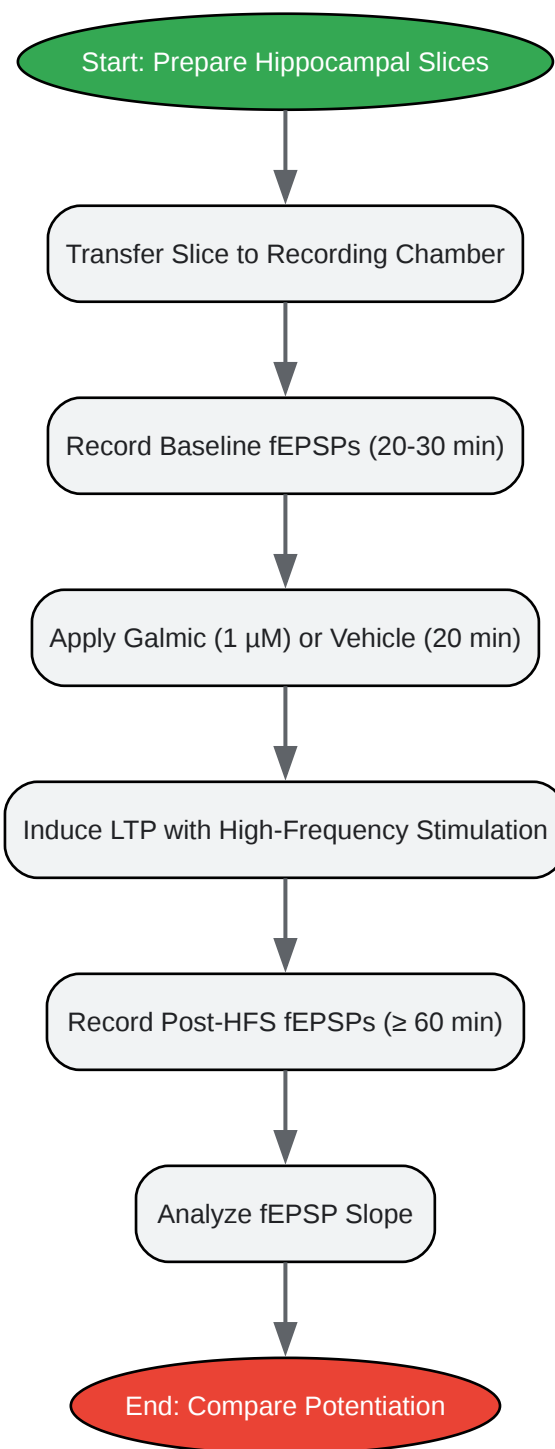 Start: Prepare Hippocampal Slices
Transfer Slice to Recording Chamber
Record Baseline fEPSPs (20-30 min)
Apply Galmic (1 µM) or Vehicle (20 min)
Induce LTP with High-Frequency Stimulation
Record Post-HFS fEPSPs (≥ 60 min)
Analyze fEPSP Slope
End: Compare Potentiation